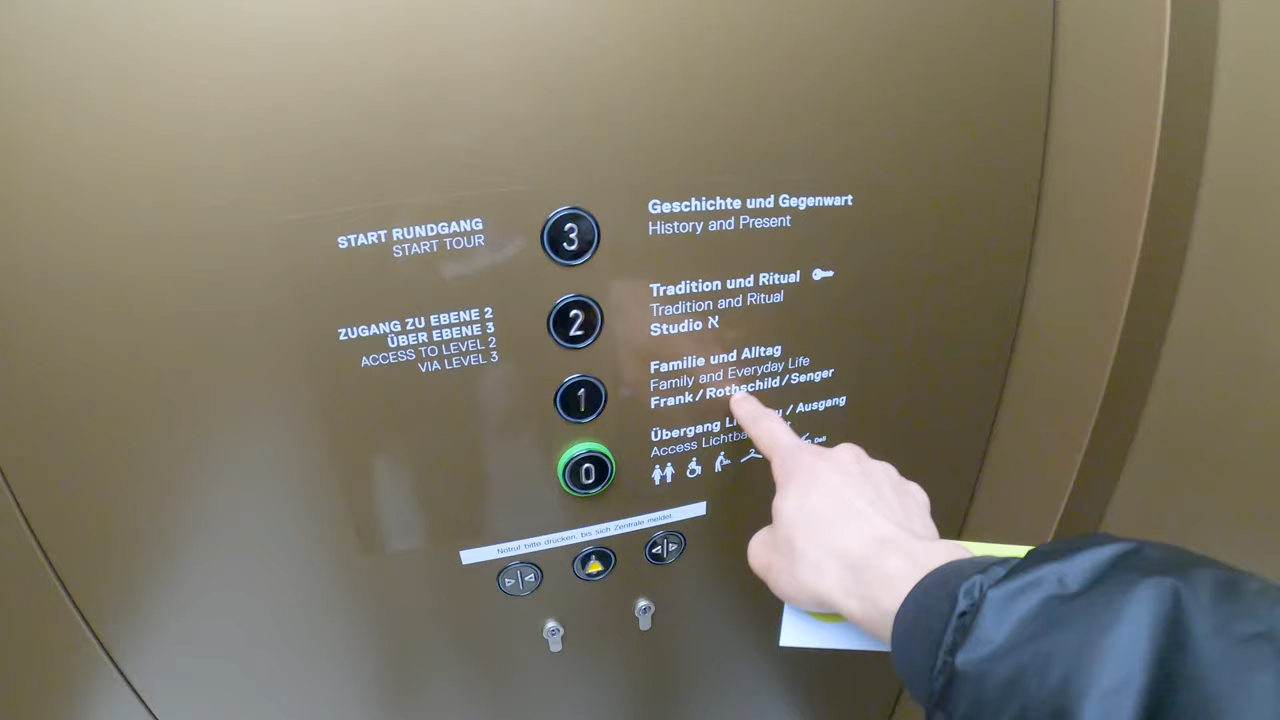 START RUNDGANG
START TOUR
3
Geschichte und Gegenwart
History and Present
ZUGANG ZU EBENE 2
ÜBER EBENE 3
ACCESS TO LEVEL 2
VIA LEVEL 3
2
Tradition und Ritual
Tradition and Ritual
Studio א
1
Familie und Alltag
Family and Everyday Life
Frank / Rothschild / Senger
0
Übergang / Ausgang
Access
Deli
Notruf bitte drücken, bis sich Zentrale meldet.